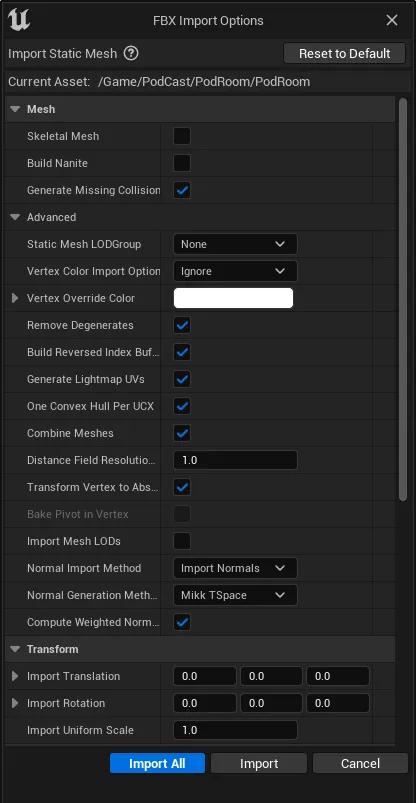 FBX Import Options
Import Static Mesh ? Reset to Default
Current Asset: /Game/PodCast/PodRoom/PodRoom
Mesh
Skeletal Mesh
Build Nanite
Generate Missing Collision
Advanced
Static Mesh LODGroup None
Vertex Color Import Option Ignore
Vertex Override Color
Remove Degenerates
Build Reversed Index Buf...
Generate Lightmap UVs
One Convex Hull Per UCX
Combine Meshes
Distance Field Resolutio... 1.0
Transform Vertex to Abs...
Bake Pivot in Vertex
Import Mesh LODs
Normal Import Method Import Normals
Normal Generation Meth... Mikk TSpace
Compute Weighted Norm...
Transform
Import Translation 0.0 0.0 0.0
Import Rotation 0.0 0.0 0.0
Import Uniform Scale 1.0
Import All Import Cancel